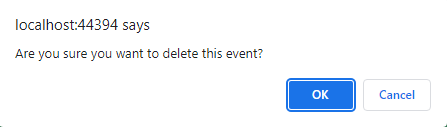 localhost:44394 says
Are you sure you want to delete this event?
OK
Cancel